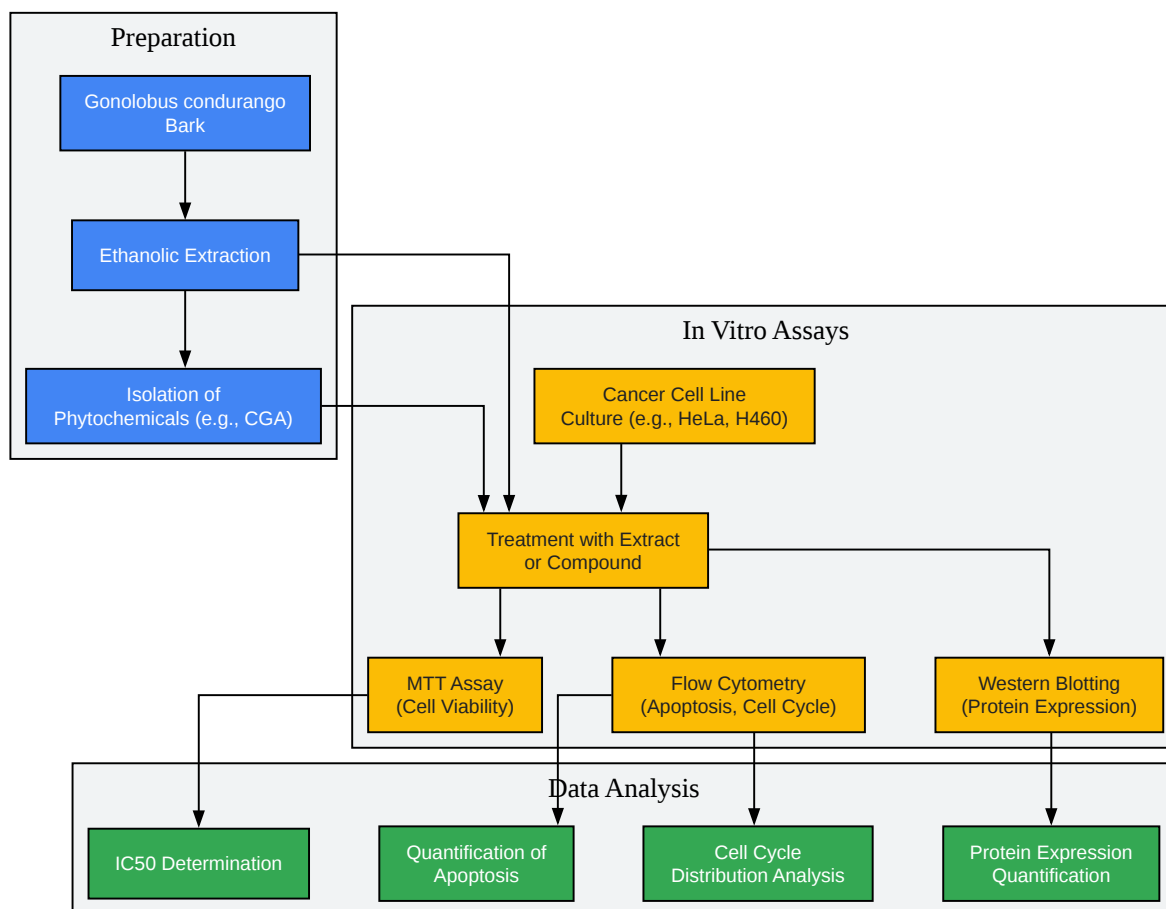 Preparation
Gonolobus condurango
Bark
Ethanolic Extraction
Isolation of
Phytochemicals (e.g., CGA)
In Vitro Assays
Cancer Cell Line
Culture (e.g., HeLa, H460)
Treatment with Extract
or Compound
MTT Assay
(Cell Viability)
Flow Cytometry
(Apoptosis, Cell Cycle)
Western Blotting
(Protein Expression)
Data Analysis
IC50 Determination
Quantification of
Apoptosis
Cell Cycle
Distribution Analysis
Protein Expression
Quantification